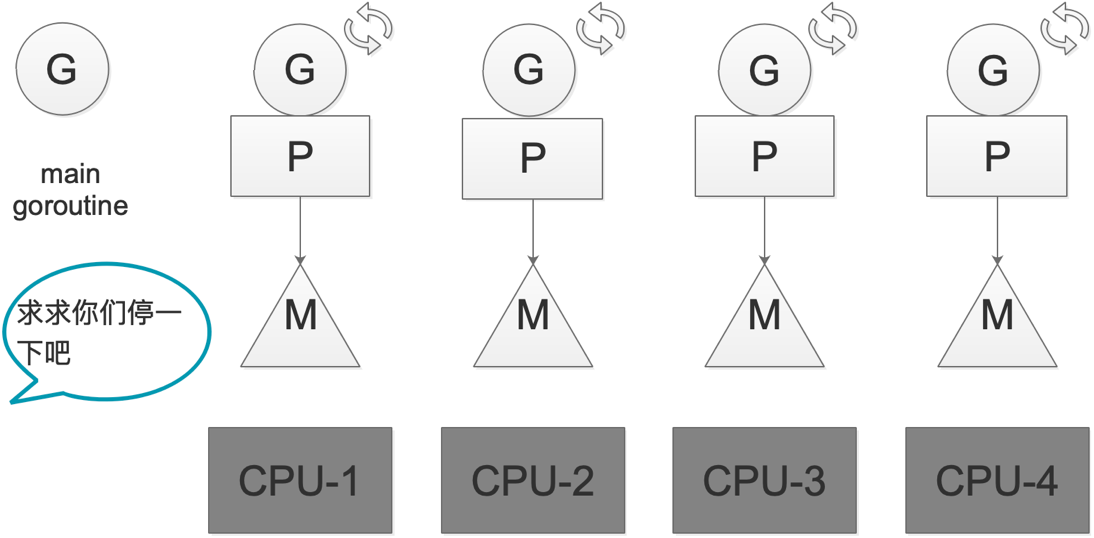 G G G G G
P P P P
main
goroutine
求求你们停一
下吧
M M M M
CPU-1 CPU-2 CPU-3 CPU-4